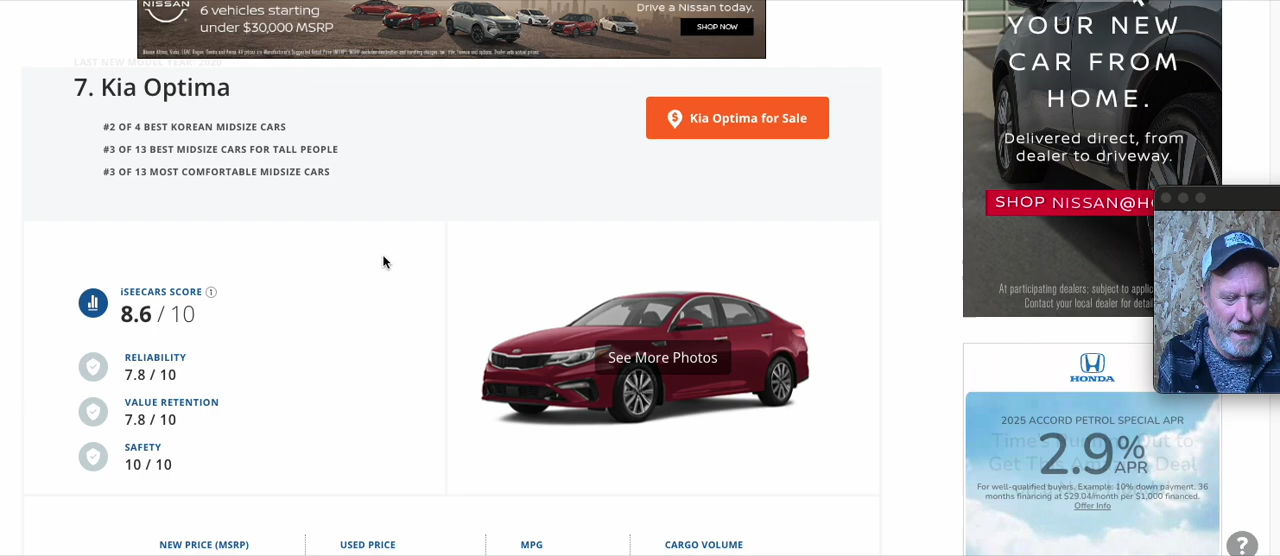 NISSAN
6 vehicles starting
under $30,000 MSRP
Drive a Nissan today.
SHOP NOW
LAST NEW MODEL YEAR: 2020
7. Kia Optima
#2 OF 4 BEST KOREAN MIDSIZE CARS
#3 OF 13 BEST MIDSIZE CARS FOR TALL PEOPLE
#3 OF 13 MOST COMFORTABLE MIDSIZE CARS
Kia Optima for Sale
iSEECARS SCORE
8.6 / 10
RELIABILITY
7.8 / 10
VALUE RETENTION
7.8 / 10
SAFETY
10 / 10
See More Photos
NEW PRICE (MSRP)
USED PRICE
MPG
CARGO VOLUME
YOUR NEW
CAR FROM
HOME.
Delivered direct, from
dealer to driveway.
SHOP NISSAN@H
At participating dealers; subject to
Contact your local dealer for
HONDA
2025 ACCORD PETROL SPECIAL APR
2.9% APR
For well-qualified buyers. Example: 10% down payment. 36
months financing at $29.04/month per $1,000 financed.
Offer Info
?